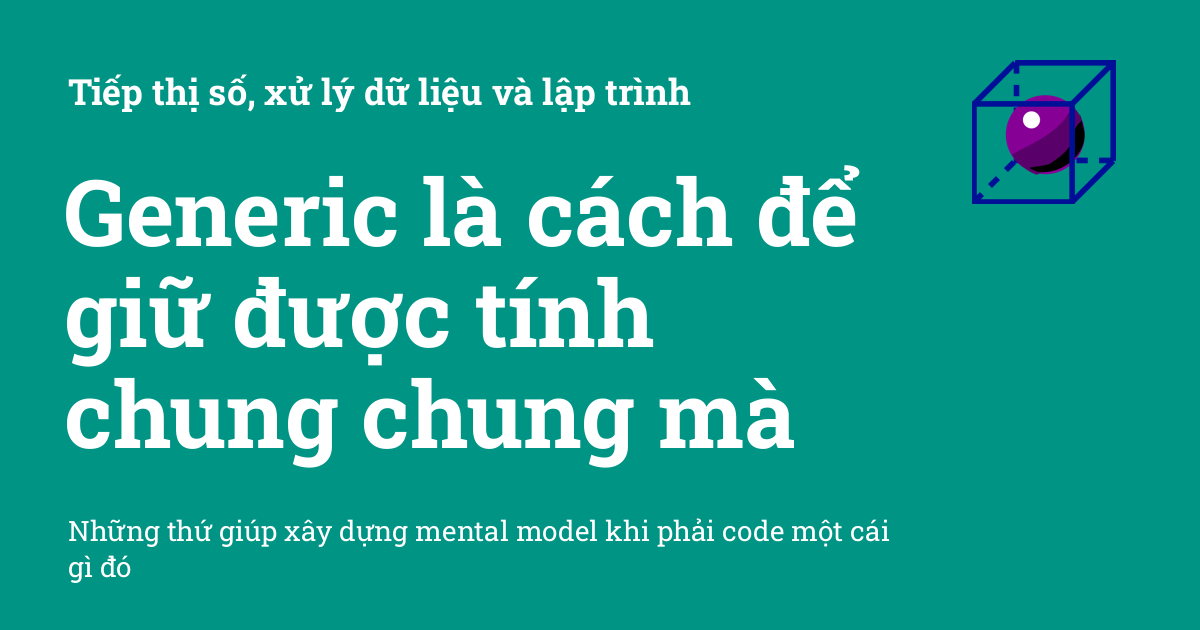 Tiếp thị số, xử lý dữ liệu và lập trình
Generic là cách để
giữ được tính
chung chung mà
Những thứ giúp xây dựng mental model khi phải code một cái
gì đó